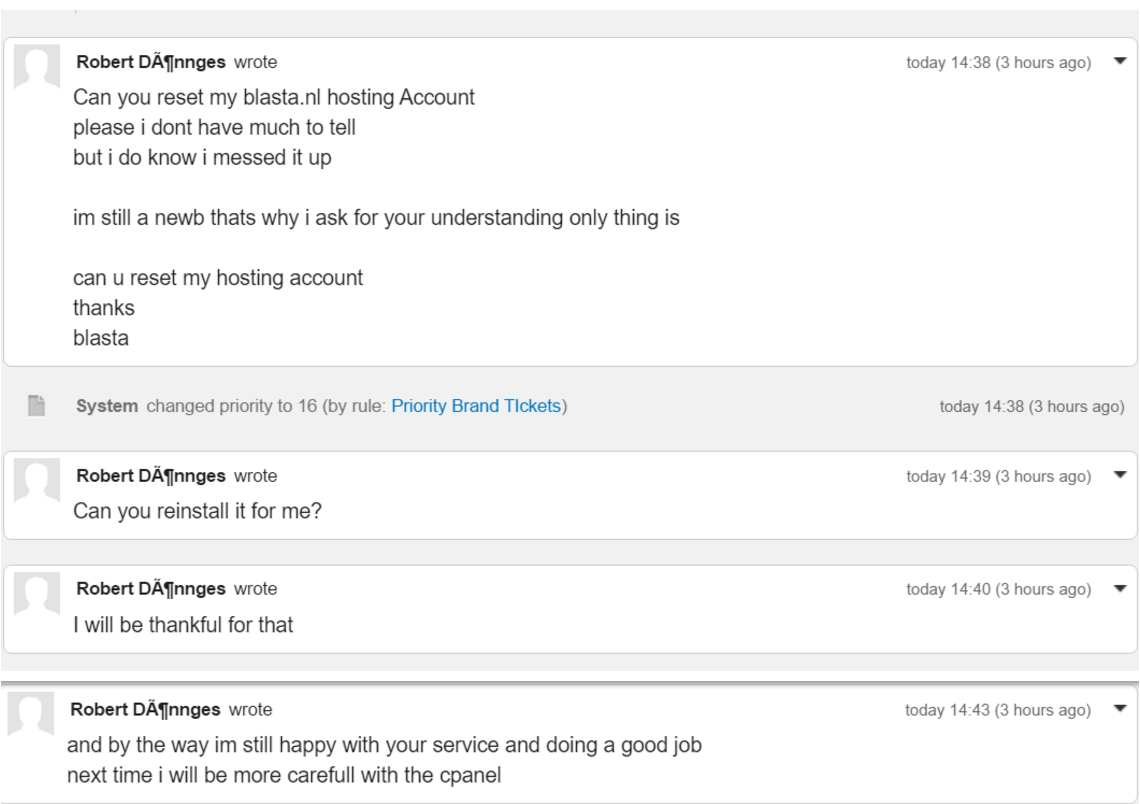 Robert DÃ¶nnges wrote today 14:38 (3 hours ago)
Can you reset my blasta.nl hosting Account
please i dont have much to tell
but i do know i messed it up
im still a newb thats why i ask for your understanding only thing is
can u reset my hosting account
thanks
blasta
System changed priority to 16 (by rule: Priority Brand TIckets) today 14:38 (3 hours ago)
Robert DÃ¶nnges wrote today 14:39 (3 hours ago)
Can you reinstall it for me?
Robert DÃ¶nnges wrote today 14:40 (3 hours ago)
I will be thankful for that
Robert DÃ¶nnges wrote today 14:43 (3 hours ago)
and by the way im still happy with your service and doing a good job
next time i will be more carefull with the cpanel